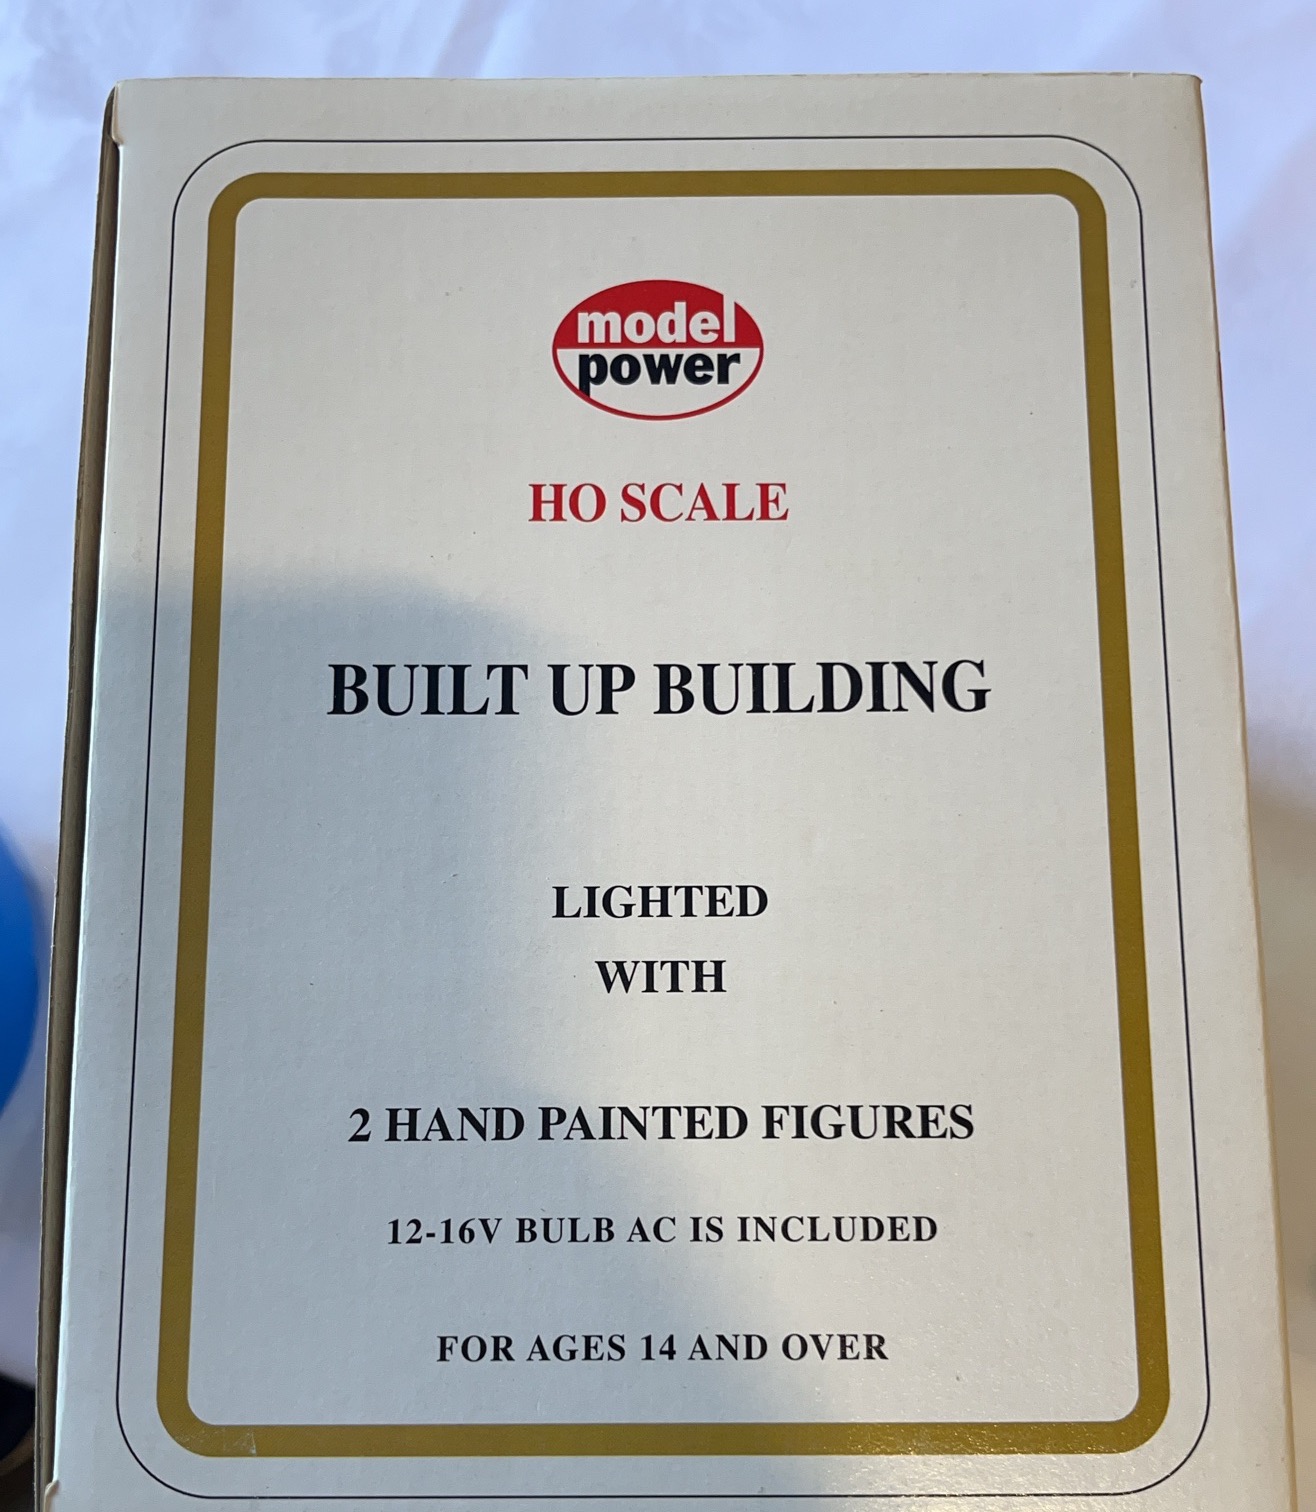 model
power
HO SCALE
BUILT UP BUILDING
LIGHTED
WITH
2 HAND PAINTED FIGURES
12-16V BULB AC IS INCLUDED
FOR AGES 14 AND OVER